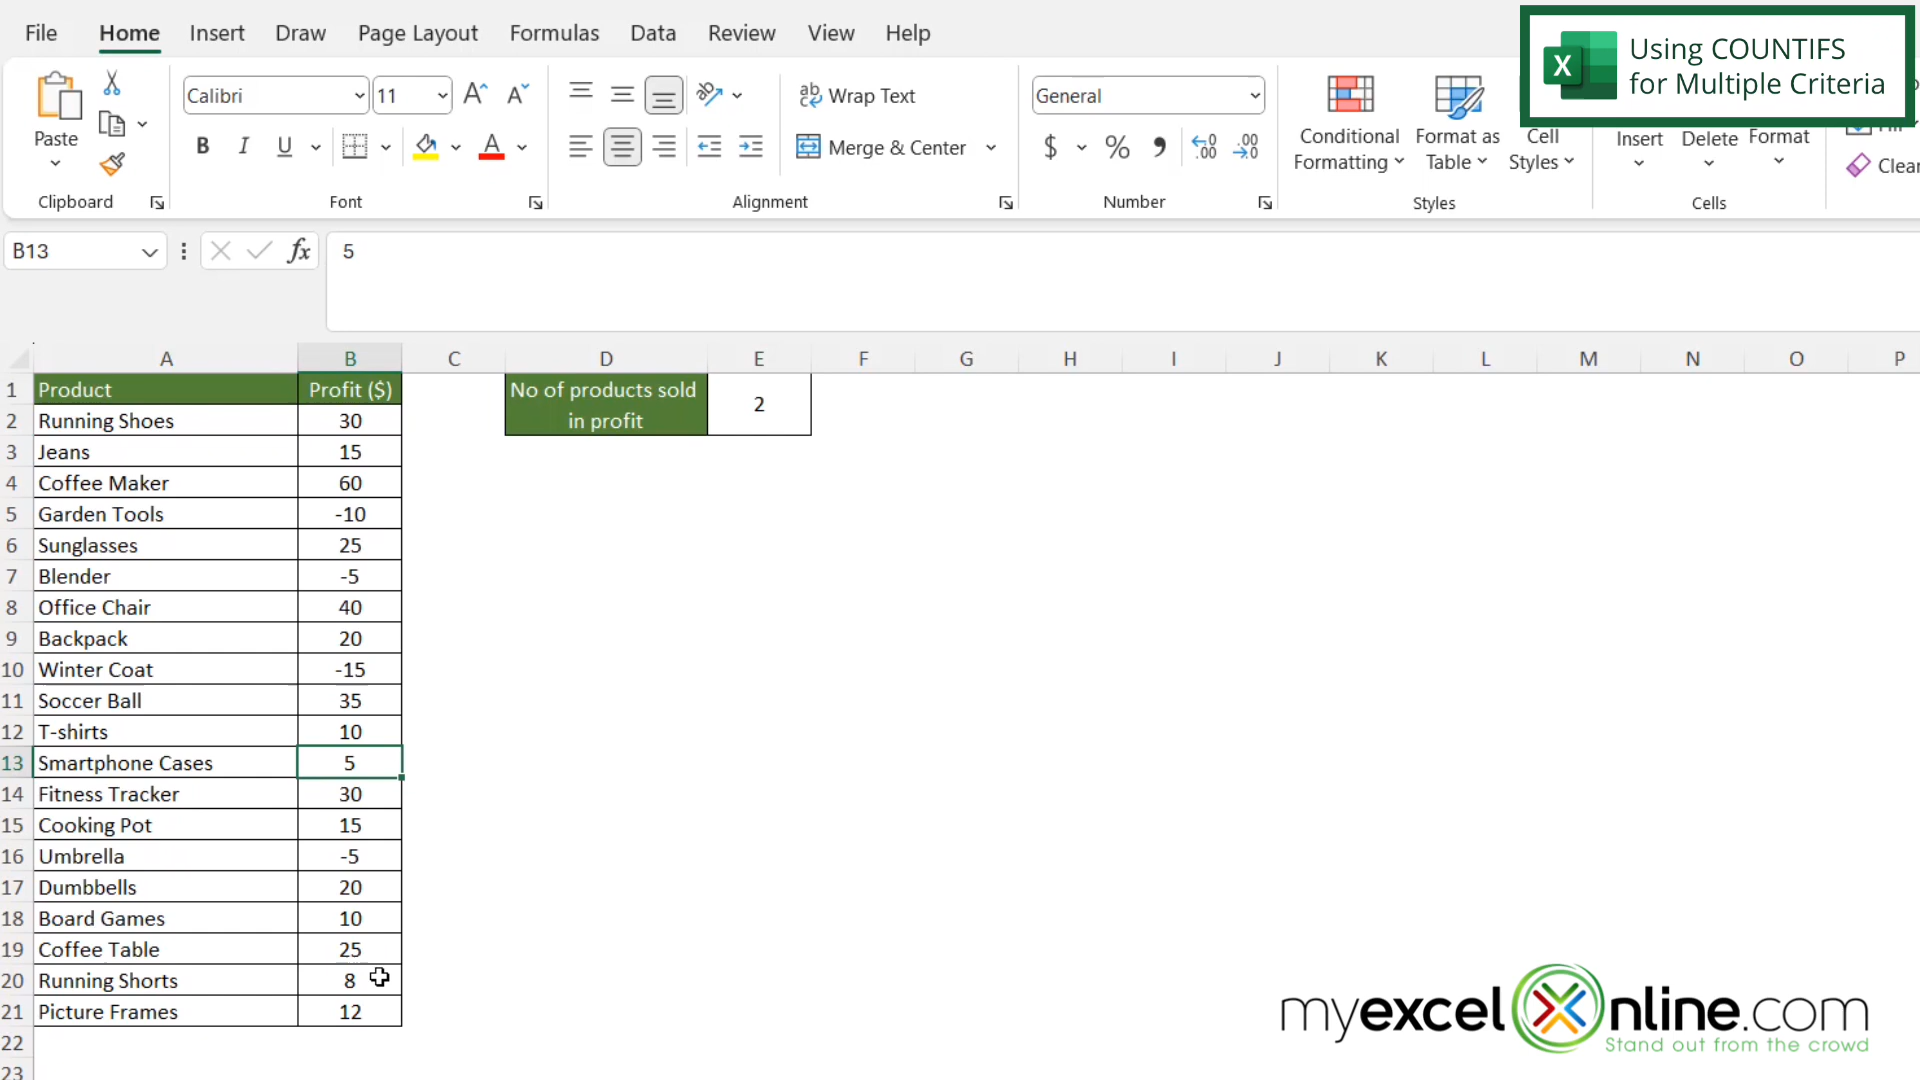 File Home Insert Draw Page Layout Formulas Data Review View Help
X Using COUNTIFS
for Multiple Criteria
Paste
Clipboard
Calibri 11 A A
B I U A
Font
ab Wrap Text
Merge & Center
Alignment
General
$ % , .00 .00
Number
Conditional Format as Cell
Formatting Table Styles
Styles
Insert Delete Format
Cells
Clear
B13 fx 5
A B C D E F G H I J K L M N O P
1 Product Profit ($) No of products sold
in profit 2
2 Running Shoes 30
3 Jeans 15
4 Coffee Maker 60
5 Garden Tools -10
6 Sunglasses 25
7 Blender -5
8 Office Chair 40
9 Backpack 20
10 Winter Coat -15
11 Soccer Ball 35
12 T-shirts 10
13 Smartphone Cases 5
14 Fitness Tracker 30
15 Cooking Pot 15
16 Umbrella -5
17 Dumbbells 20
18 Board Games 10
19 Coffee Table 25
20 Running Shorts 8
21 Picture Frames 12
22
23
myexcelonline.com
Stand out from the crowd